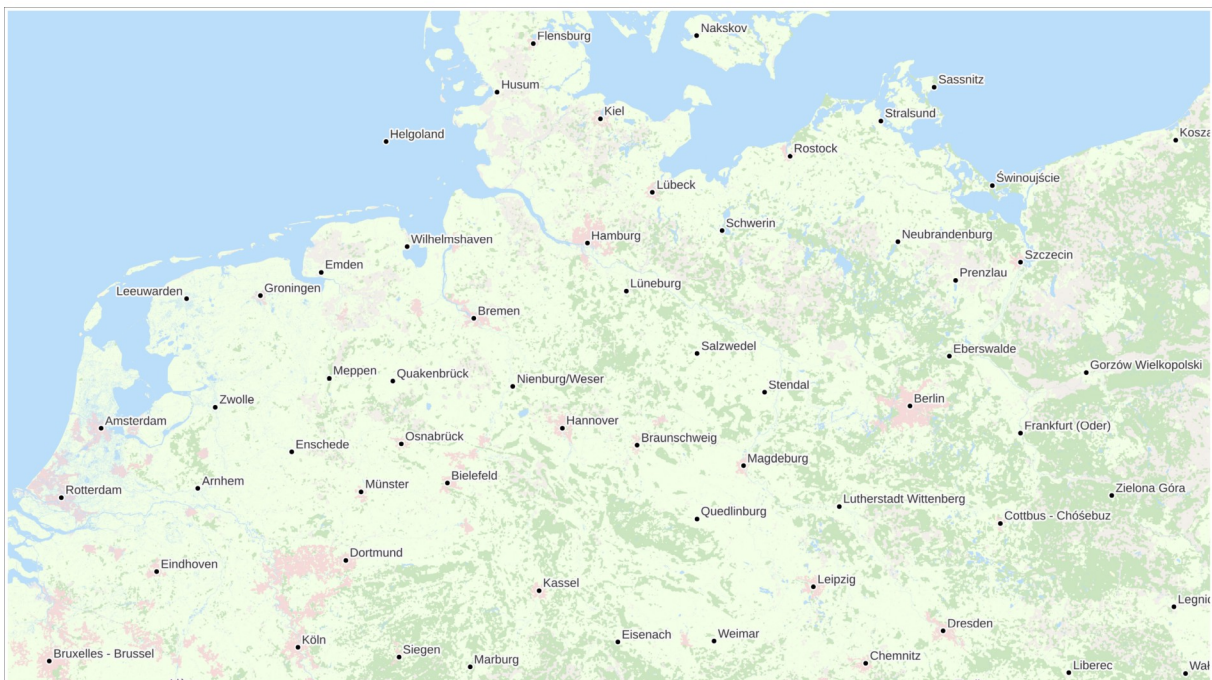 Nakskov
Flensburg
Sassnitz
Husum
Kiel
Stralsund
Helgoland
Kosza
Rostock
Świnoujście
Lübeck
Schwerin
Hamburg
Neubrandenburg
Wilhelmshaven
Szczecin
Emden
Prenzlau
Leeuwarden
Groningen
Lüneburg
Bremen
Salzwedel
Eberswalde
Gorzów Wielkopolski
Meppen
Quakenbrück
Nienburg/Weser
Stendal
Zwolle
Berlin
Amsterdam
Hannover
Frankfurt (Oder)
Enschede
Osnabrück
Braunschweig
Magdeburg
Arnhem
Münster
Bielefeld
Rotterdam
Zielona Góra
Lutherstadt Wittenberg
Quedlinburg
Cottbus - Chóśebuz
Dortmund
Eindhoven
Kassel
Leipzig
Legnic
Dresden
Köln
Eisenach
Weimar
Bruxelles - Brussel
Siegen
Marburg
Chemnitz
Liberec
Wał